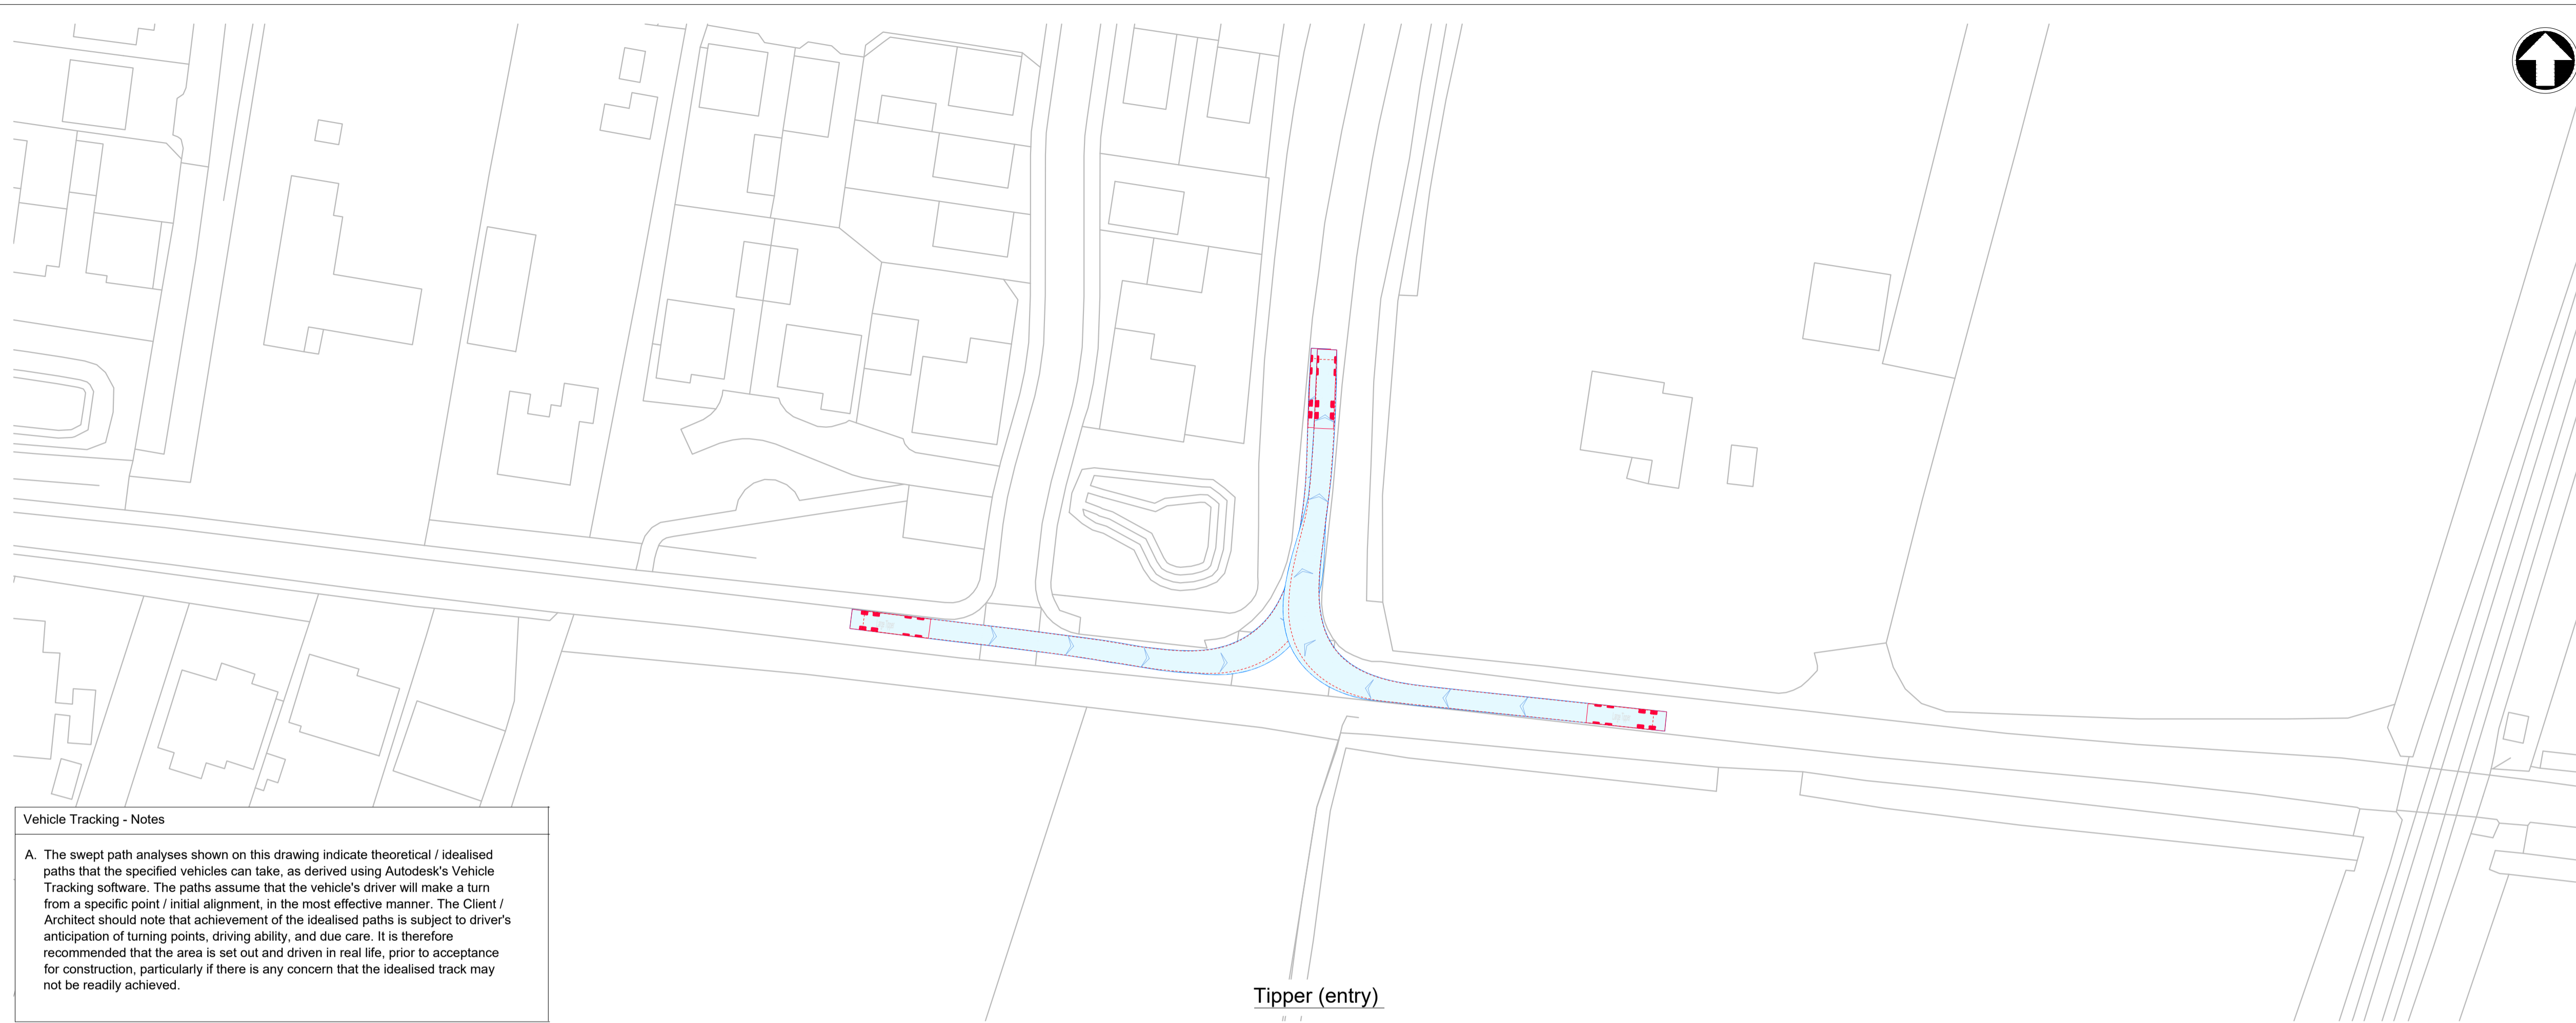 Vehicle Tracking - Notes
A. The swept path analyses shown on this drawing indicate theoretical / idealised
paths that the specified vehicles can take, as derived using Autodesk's Vehicle
Tracking software. The paths assume that the vehicle's driver will make a turn
from a specific point / initial alignment, in the most effective manner. The Client /
Architect should note that achievement of the idealised paths is subject to driver's
anticipation of turning points, driving ability, and due care. It is therefore
recommended that the area is set out and driven in real life, prior to acceptance
for construction, particularly if there is any concern that the idealised track may
not be readily achieved.
Tipper (entry)